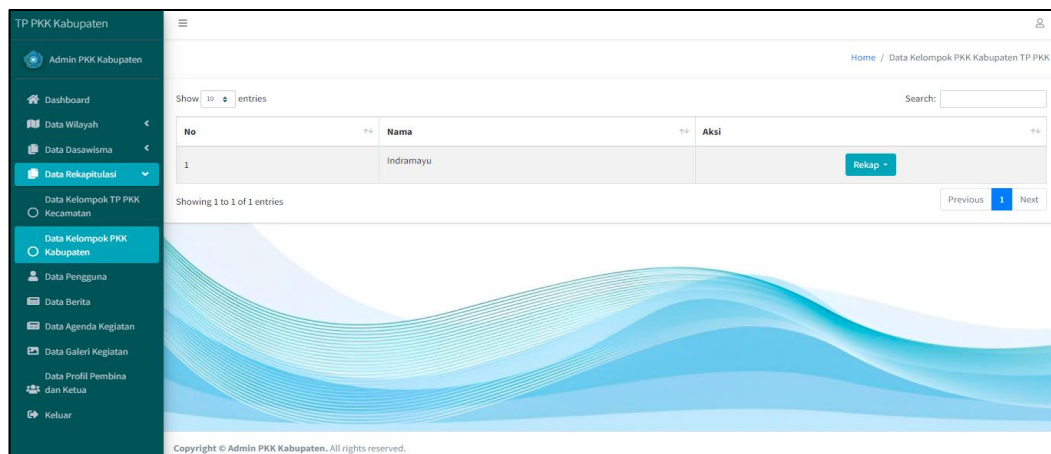 TP PKK Kabupaten
Admin PKK Kabupaten
Dashboard
Data Wilayah
Data Dasawisma
Data Rekapitulasi
Data Kelompok TP PKK
Kecamatan
Data Kelompok PKK
Kabupaten
Data Pengguna
Data Berita
Data Agenda Kegiatan
Data Galeri Kegiatan
Data Profil Pembina
dan Ketua
Keluar
Home / Data Kelompok PKK Kabupaten TP PKK
Show 10 entries
Search:
No Nama Aksi
1 Indramayu Rekap
Showing 1 to 1 of 1 entries
Previous 1 Next
Copyright © Admin PKK Kabupaten. All rights reserved.